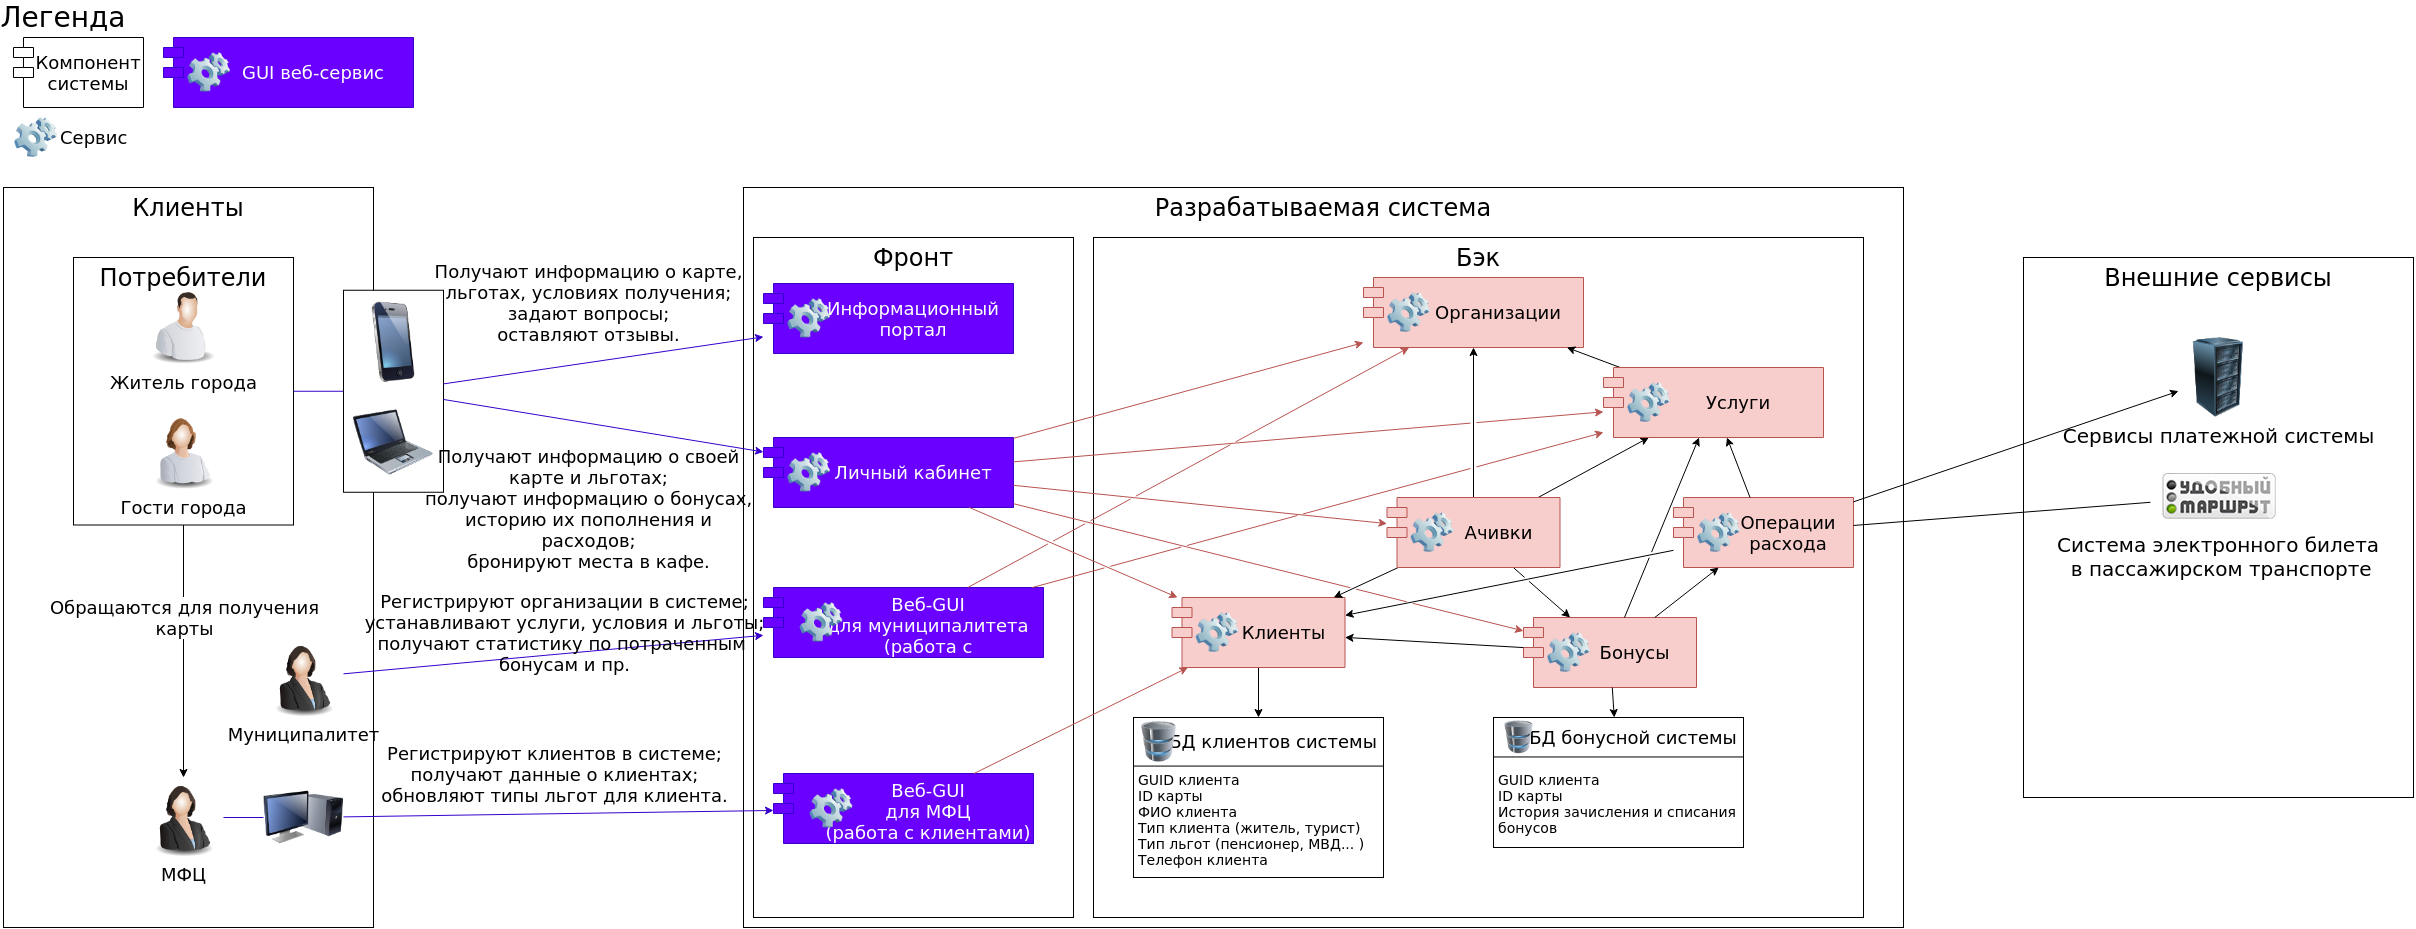 Легенда
Компонент
системы
GUI веб-сервис
Сервис
Клиенты
Потребители
Житель города
Гости города
Обращаются для получения
карты
Муниципалитет
МФЦ
Получают информацию о карте,
льготах, условиях получения;
задают вопросы;
оставляют отзывы.
Получают информацию о своей
карте и льготах;
получают информацию о бонусах,
историю их пополнения и
расходов;
бронируют места в кафе.
Регистрируют организации в системе;
устанавливают услуги, условия и льготы;
получают статистику по потраченным
бонусам и пр.
Регистрируют клиентов в системе;
получают данные о клиентах;
обновляют типы льгот для клиента.
Разрабатываемая система
Фронт
Информационный
портал
Личный кабинет
Веб-GUI
для муниципалитета
(работа с
Веб-GUI
для МФЦ
(работа с клиентами)
Бэк
Организации
Услуги
Ачивки
Операции
расхода
Клиенты
Бонусы
БД клиентов системы
GUID клиента
ID карты
ФИО клиента
Тип клиента (житель, турист)
Тип льгот (пенсионер, МВД... )
Телефон клиента
БД бонусной системы
GUID клиента
ID карты
История зачисления и списания
бонусов
Внешние сервисы
Сервисы платежной системы
УДОБНЫЙ
МАРШРУТ
Система электронного билета
в пассажирском транспорте